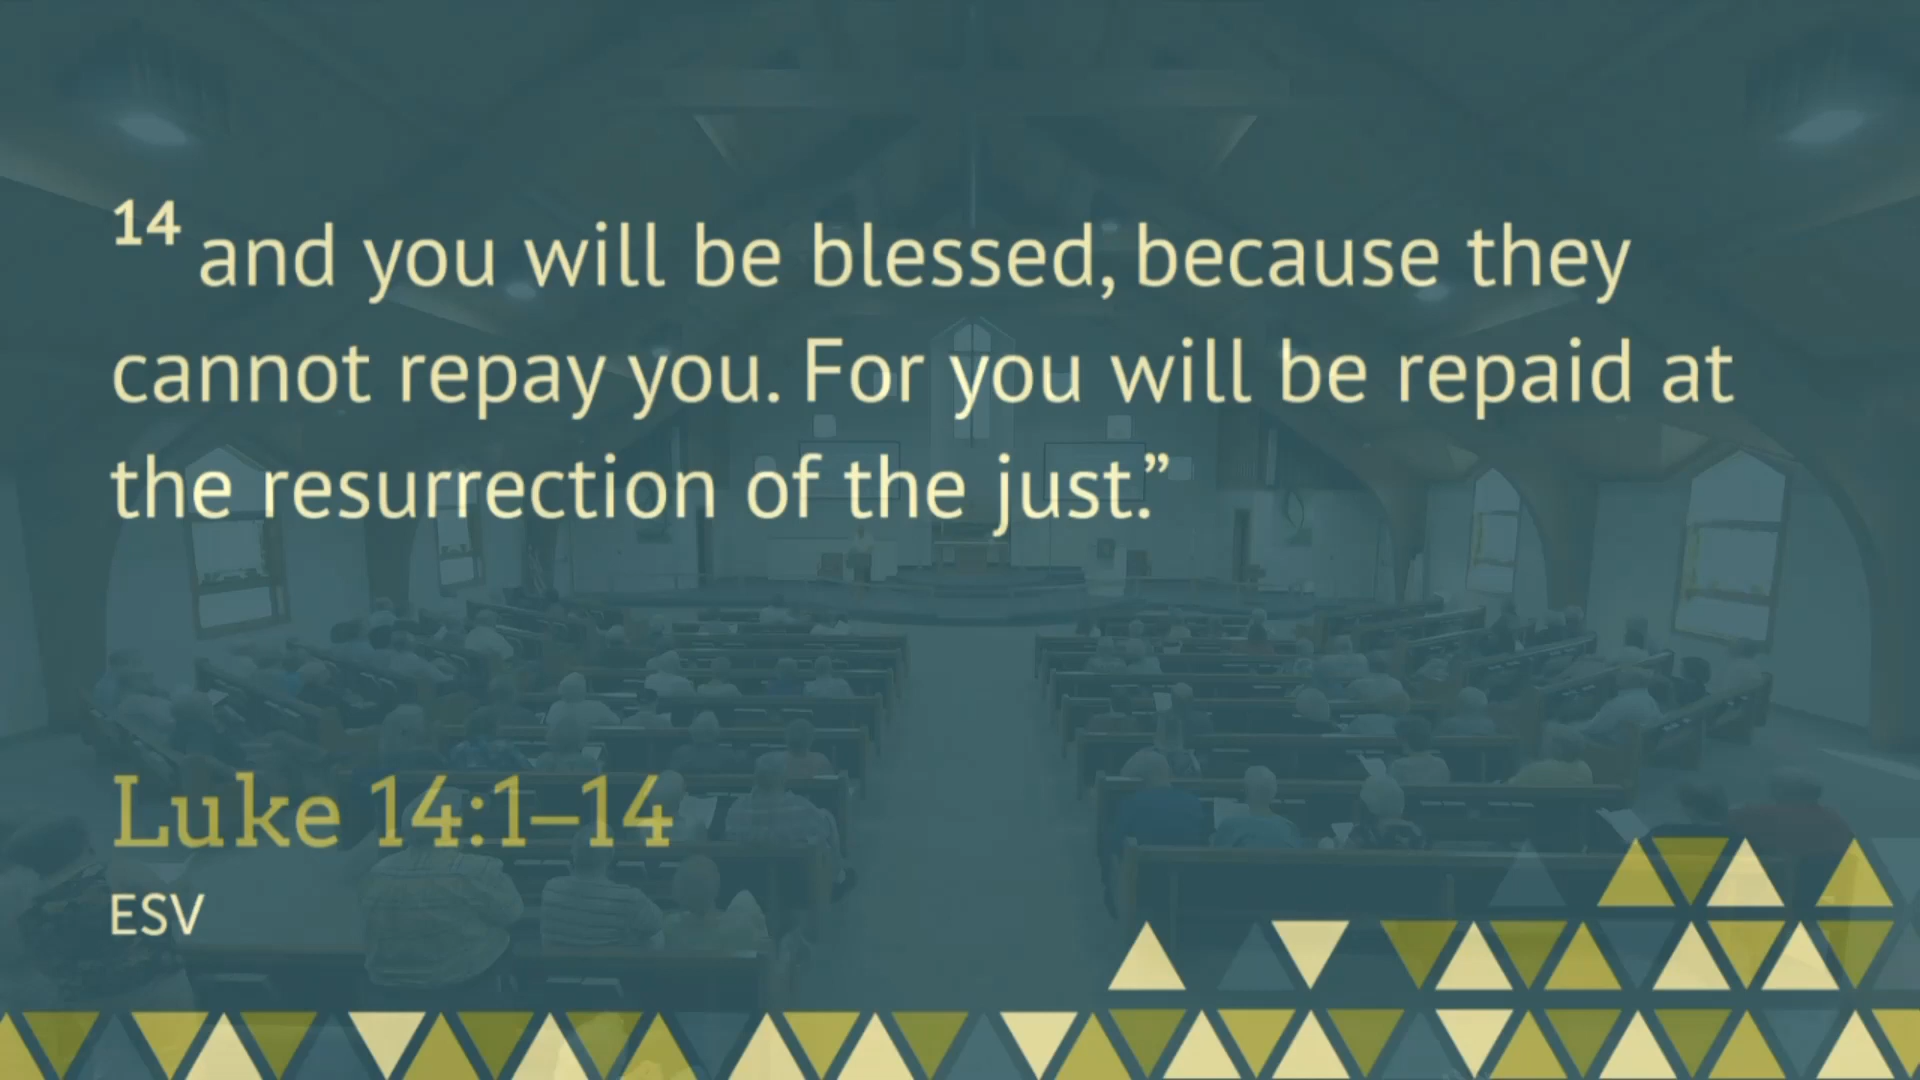 14 and you will be blessed, because they
cannot repay you. For you will be repaid at
the resurrection of the just.”
Luke 14:1–14
ESV